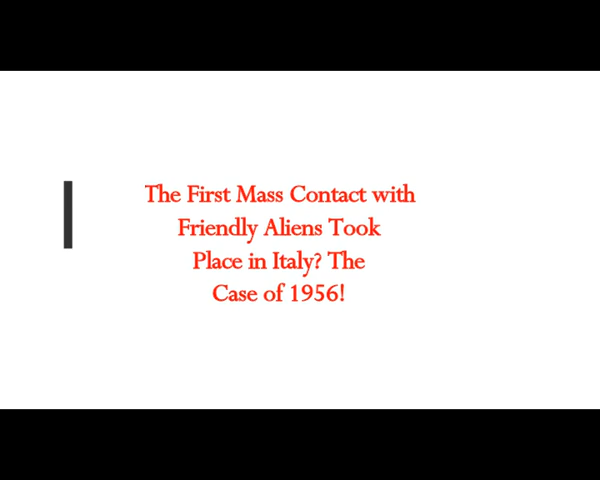 The First Mass Contact with
Friendly Aliens Took
Place in Italy? The
Case of 1956!